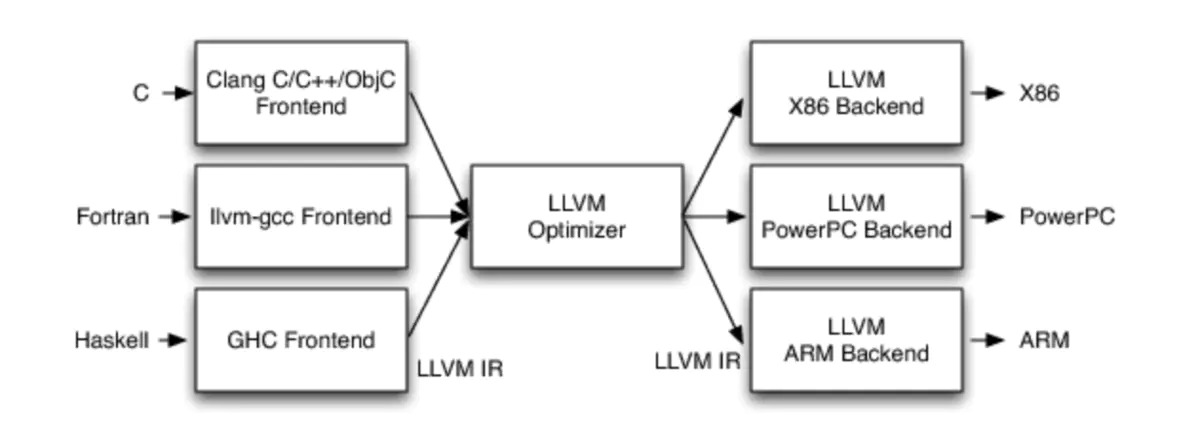 C
Clang C/C++/ObjC
Frontend
LLVM
X86 Backend
X86
Fortran
llvm-gcc Frontend
LLVM
Optimizer
LLVM
PowerPC Backend
PowerPC
Haskell
GHC Frontend
LLVM IR
LLVM IR
LLVM
ARM Backend
ARM